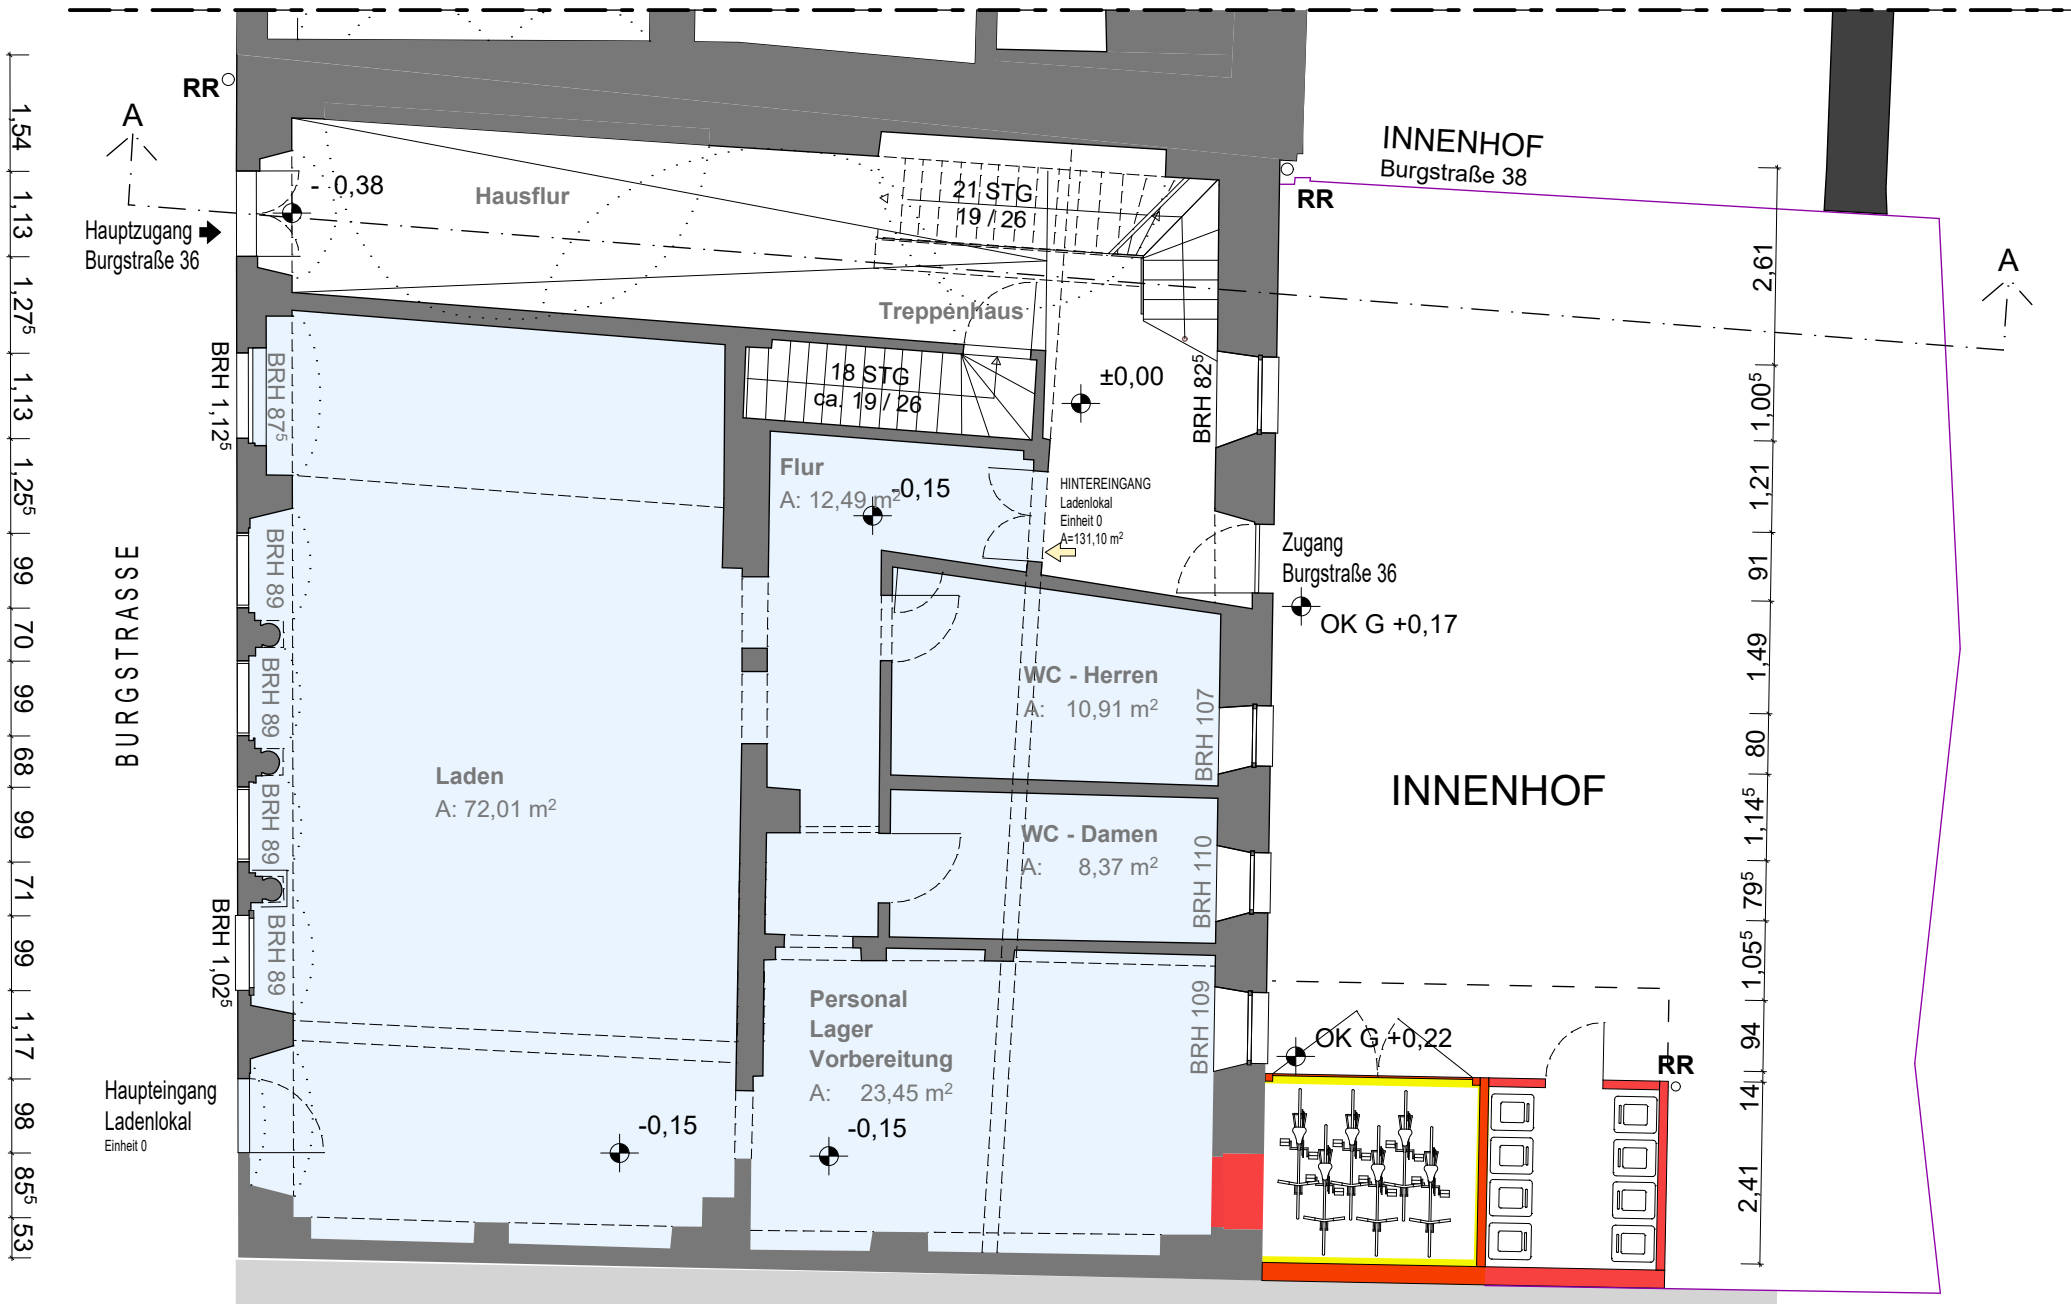 RR
A
- 0,38
Hausflur
21 STG
19 / 26
Hauptzugang
Burgstraße 36
Treppenhaus
INNENHOF
Burgstraße 38
RR
A
18 STG
ca. 19 / 26
±0,00
BRH 82⁵
BRH 1,12⁵
BRH 87⁵
Flur
A: 12,49 m²
-0,15
HINTEREINGANG
Ladenlokal
Einheit 0
A=131,10 m²
Zugang
Burgstraße 36
OK G +0,17
BURGSTRASSE
BRH 89
BRH 89
BRH 89
BRH 89
BRH 1,02⁵
WC - Herren
A: 10,91 m²
BRH 107
Laden
A: 72,01 m²
INNENHOF
WC - Damen
A: 8,37 m²
BRH 110
Personal
Lager
Vorbereitung
A: 23,45 m²
-0,15
BRH 109
OK G +0,22
RR
Haupteingang
Ladenlokal
Einheit 0
-0,15
1,54
1,13
1,27⁵
1,13
1,25⁵
99
70
99
68
99
71
99
1,17
98
85⁵
53
2,61
1,00⁵
1,21
91
1,49
80
1,14⁵
79⁵
1,05⁵
94
14
2,41